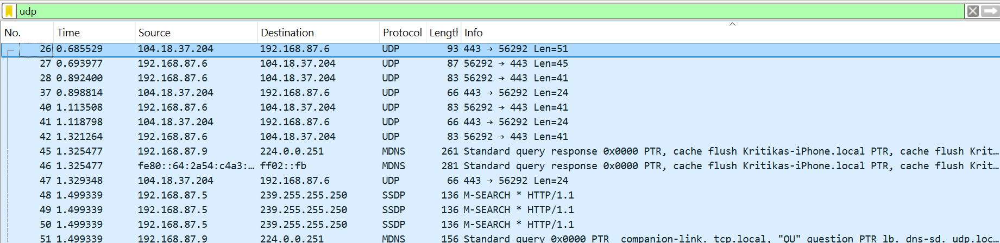 udp
No. Time Source Destination Protocol Length Info
26 0.685529 104.18.37.204 192.168.87.6 UDP 93 443 → 56292 Len=51
27 0.693977 192.168.87.6 104.18.37.204 UDP 87 56292 → 443 Len=45
28 0.892400 192.168.87.6 104.18.37.204 UDP 83 56292 → 443 Len=41
37 0.898814 104.18.37.204 192.168.87.6 UDP 66 443 → 56292 Len=24
40 1.113508 192.168.87.6 104.18.37.204 UDP 83 56292 → 443 Len=41
41 1.118798 104.18.37.204 192.168.87.6 UDP 66 443 → 56292 Len=24
42 1.321264 192.168.87.6 104.18.37.204 UDP 83 56292 → 443 Len=41
45 1.325477 192.168.87.9 224.0.0.251 MDNS 261 Standard query response 0x0000 PTR, cache flush Kritikas-iPhone.local PTR, cache flush Krit…
46 1.325477 fe80::64:2a54:c4a3:… ff02::fb MDNS 281 Standard query response 0x0000 PTR, cache flush Kritikas-iPhone.local PTR, cache flush Krit…
47 1.329348 104.18.37.204 192.168.87.6 UDP 66 443 → 56292 Len=24
48 1.499339 192.168.87.5 239.255.255.250 SSDP 136 M-SEARCH * HTTP/1.1
49 1.499339 192.168.87.5 239.255.255.250 SSDP 136 M-SEARCH * HTTP/1.1
50 1.499339 192.168.87.5 239.255.255.250 SSDP 136 M-SEARCH * HTTP/1.1
51 1.499339 192.168.87.9 224.0.0.251 MDNS 156 Standard query 0x0000 PTR _companion-link._tcp.local, "QU" question PTR lb._dns-sd._udp.loc…